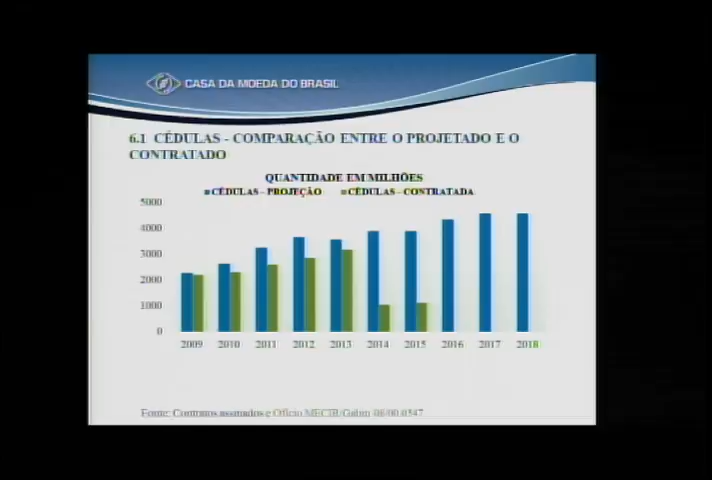 CASA DA MOEDA DO BRASIL
6.1 CÉDULAS - COMPARAÇÃO ENTRE O PROJETADO E O
CONTRATADO
QUANTIDADE EM MILHÕES
CÉDULAS - PROJEÇÃO CÉDULAS - CONTRATADA
5000
4000
3000
2000
1000
0
2009 2010 2011 2012 2013 2014 2015 2016 2017 2018
Fonte: Contratos assinados e Ofício MECIR/Gabin